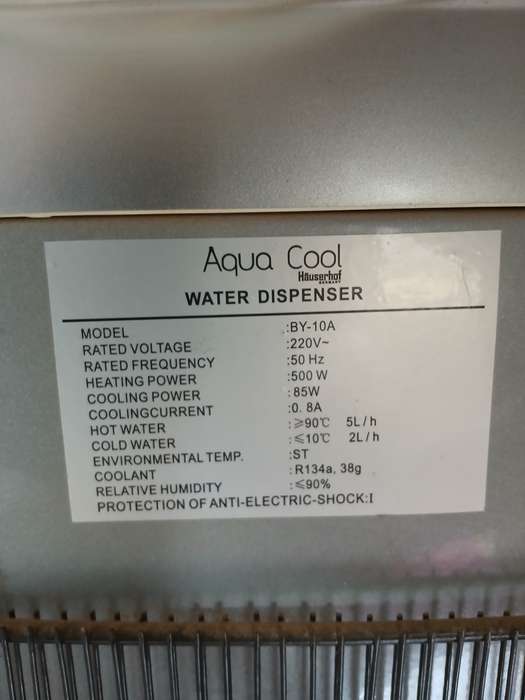 Aqua Cool
Häuserhof
GERMANY
WATER DISPENSER
MODEL :BY-10A
RATED VOLTAGE :220V~
RATED FREQUENCY :50 Hz
HEATING POWER :500 W
COOLING POWER :85W
COOLINGCURRENT :0.8A
HOT WATER :≥90℃ 5L/h
COLD WATER :≤10℃ 2L/h
ENVIRONMENTAL TEMP. :ST
COOLANT :R134a, 38g
RELATIVE HUMIDITY :≤90%
PROTECTION OF ANTI-ELECTRIC-SHOCK:I